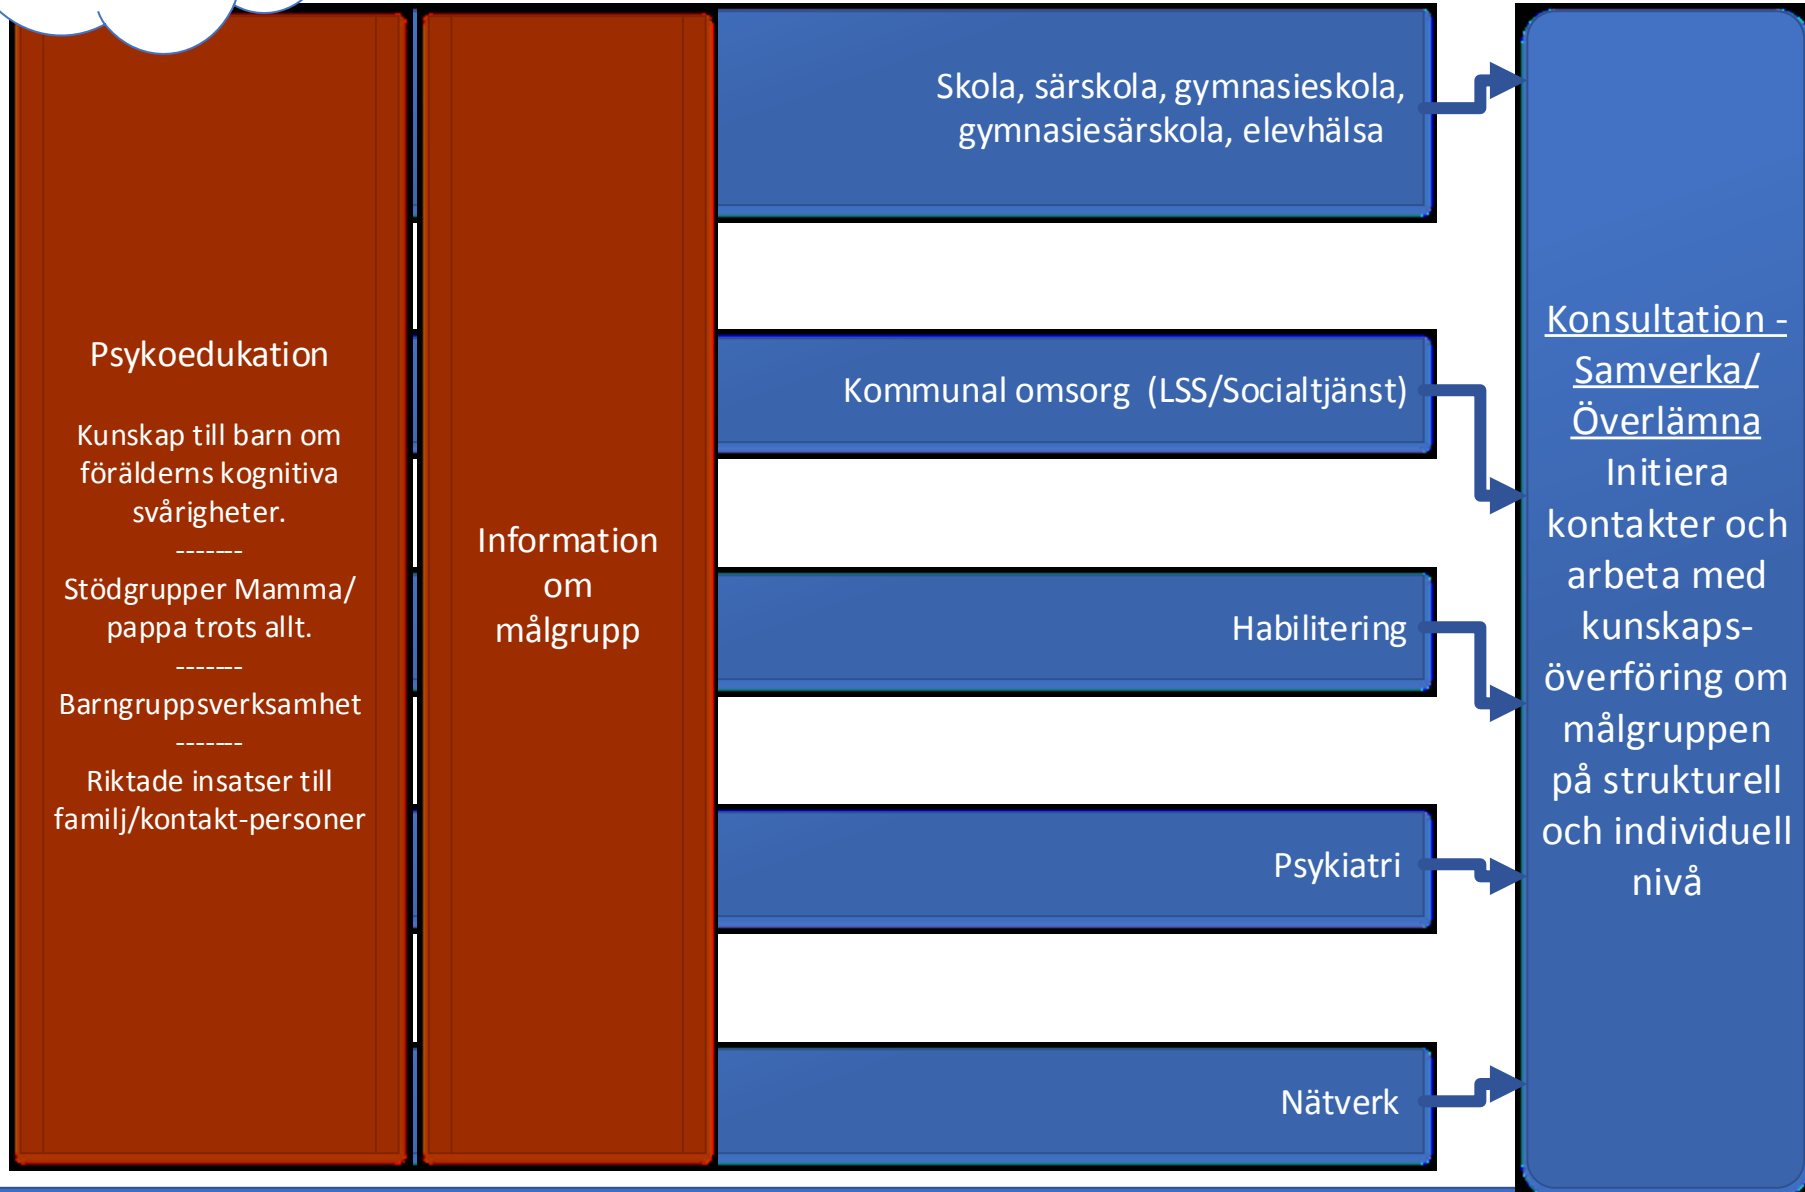 Psykoedukation
Kunskap till barn om
förälderns kognitiva
svårigheter.
-------
Stödgrupper Mamma/
pappa trots allt.
-------
Barngruppsverksamhet
-------
Riktade insatser till
familj/kontakt-personer
Information
om
målgrupp
Skola, särskola, gymnasieskola,
gymnasiesärskola, elevhälsa
Kommunal omsorg  (LSS/Socialtjänst)
Habilitering
Psykiatri
Nätverk
Konsultation -
Samverka/
Överlämna
Initiera
kontakter och
arbeta med
kunskaps-
överföring om
målgruppen
på strukturell
och individuell
nivå